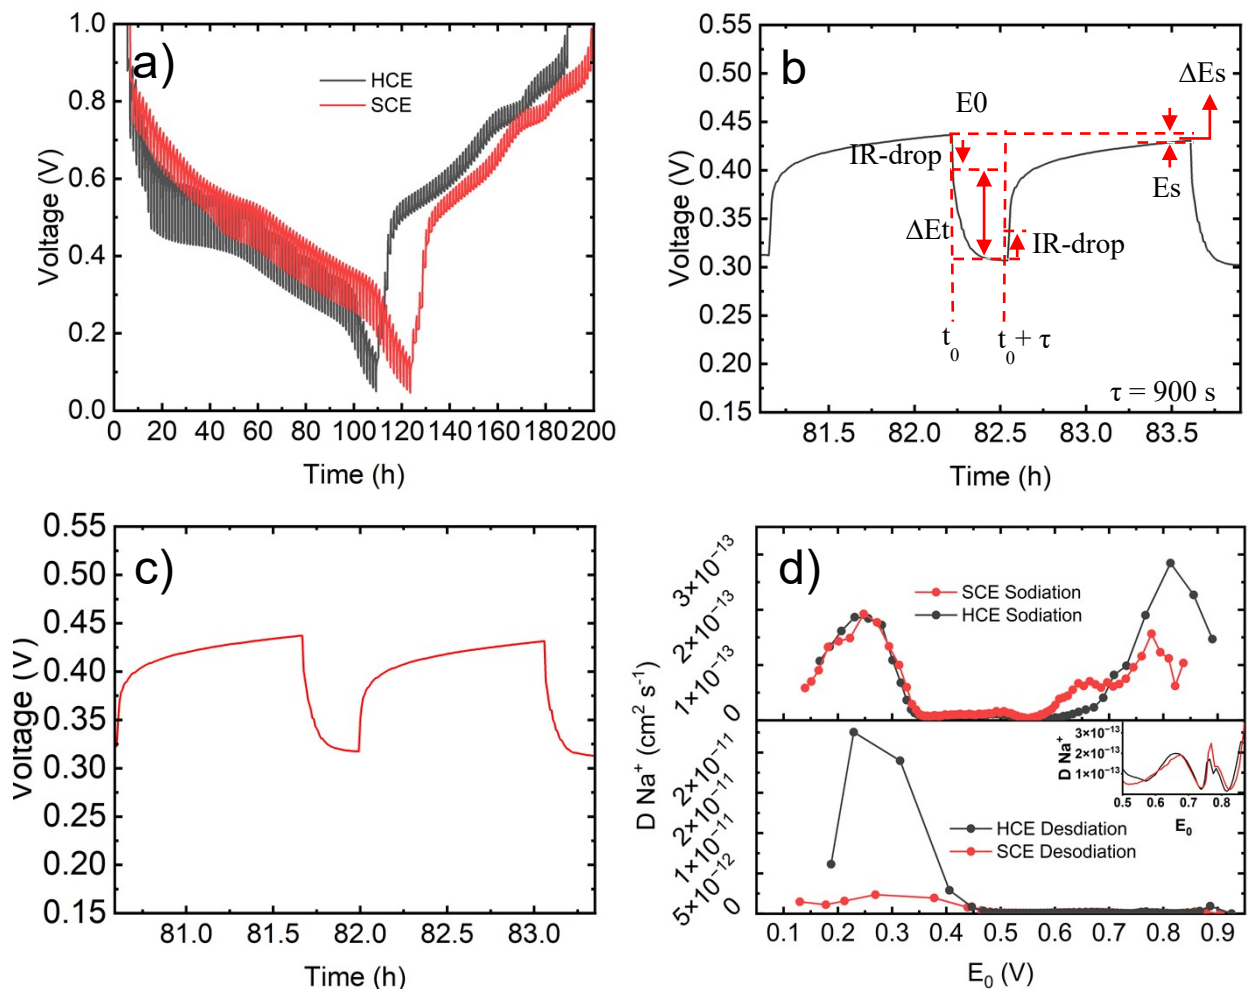 a)
HCE
SCE
Voltage (V)
1.0
0.8
0.6
0.4
0.2
0.0
0 20 40 60 80 100 120 140 160 180 200
Time (h)
b
0.55
0.50
0.45
0.40
0.35
0.30
0.25
0.20
0.15
Voltage (V)
E0
IR-drop
ΔEt
ΔEs
Es
IR-drop
t0
t0 + τ
τ = 900 s
81.5 82.0 82.5 83.0 83.5
Time (h)
c)
0.55
0.50
0.45
0.40
0.35
0.30
0.25
0.20
0.15
Voltage (V)
81.0 81.5 82.0 82.5 83.0
Time (h)
d)
SCE Sodiation
HCE Sodiation
3×10⁻¹³
2×10⁻¹³
1×10⁻¹³
0
D Na⁺ (cm² s⁻¹)
2×10⁻¹¹
2×10⁻¹¹
1×10⁻¹¹
5×10⁻¹²
0
HCE Desdiation
SCE Desodiation
D Na⁺
3×10⁻¹³
2×10⁻¹³
1×10⁻¹³
0.5 0.6 0.7 0.8
E₀
0.1 0.2 0.3 0.4 0.5 0.6 0.7 0.8 0.9
E₀ (V)